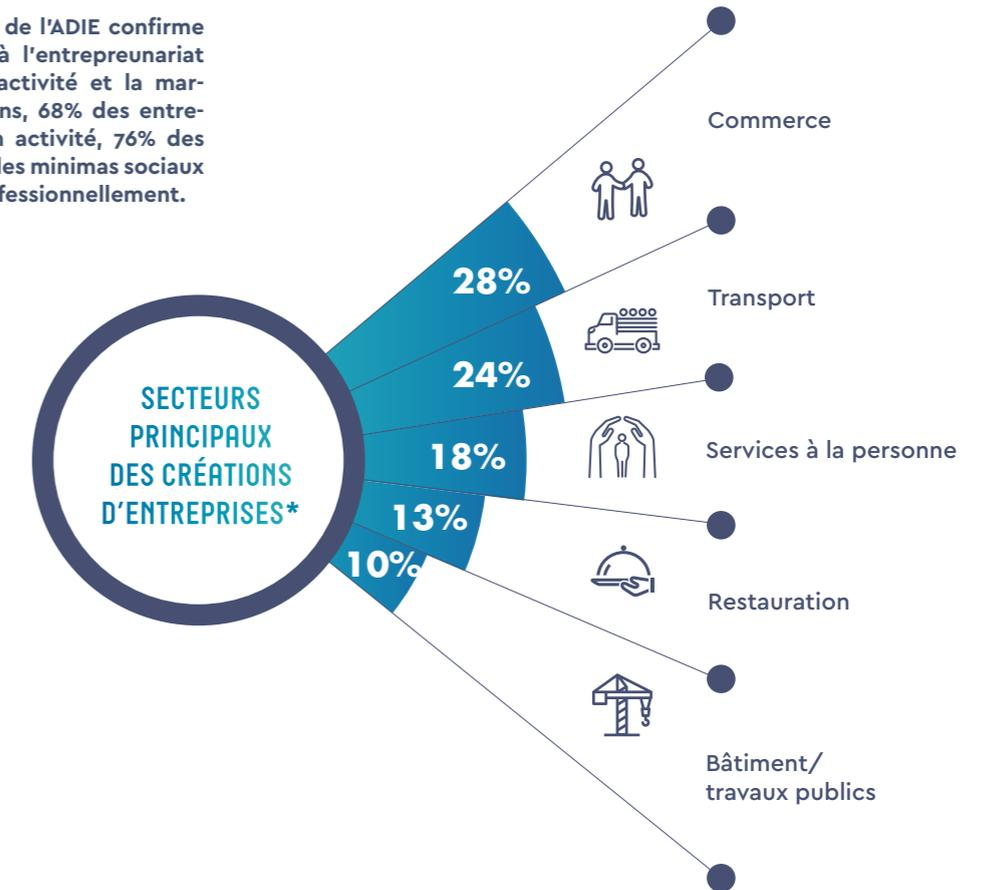 de l'ADIE confirme
à l'entrepreunariat
activité et la mar-
ns, 68% des entre-
activité, 76% des
les minimas sociaux
fessionnellement.
SECTEURS
PRINCIPAUX
DES CRÉATIONS
D'ENTREPRISES*
28%
Commerce
24%
Transport
18%
Services à la personne
13%
Restauration
10%
Bâtiment/
travaux publics